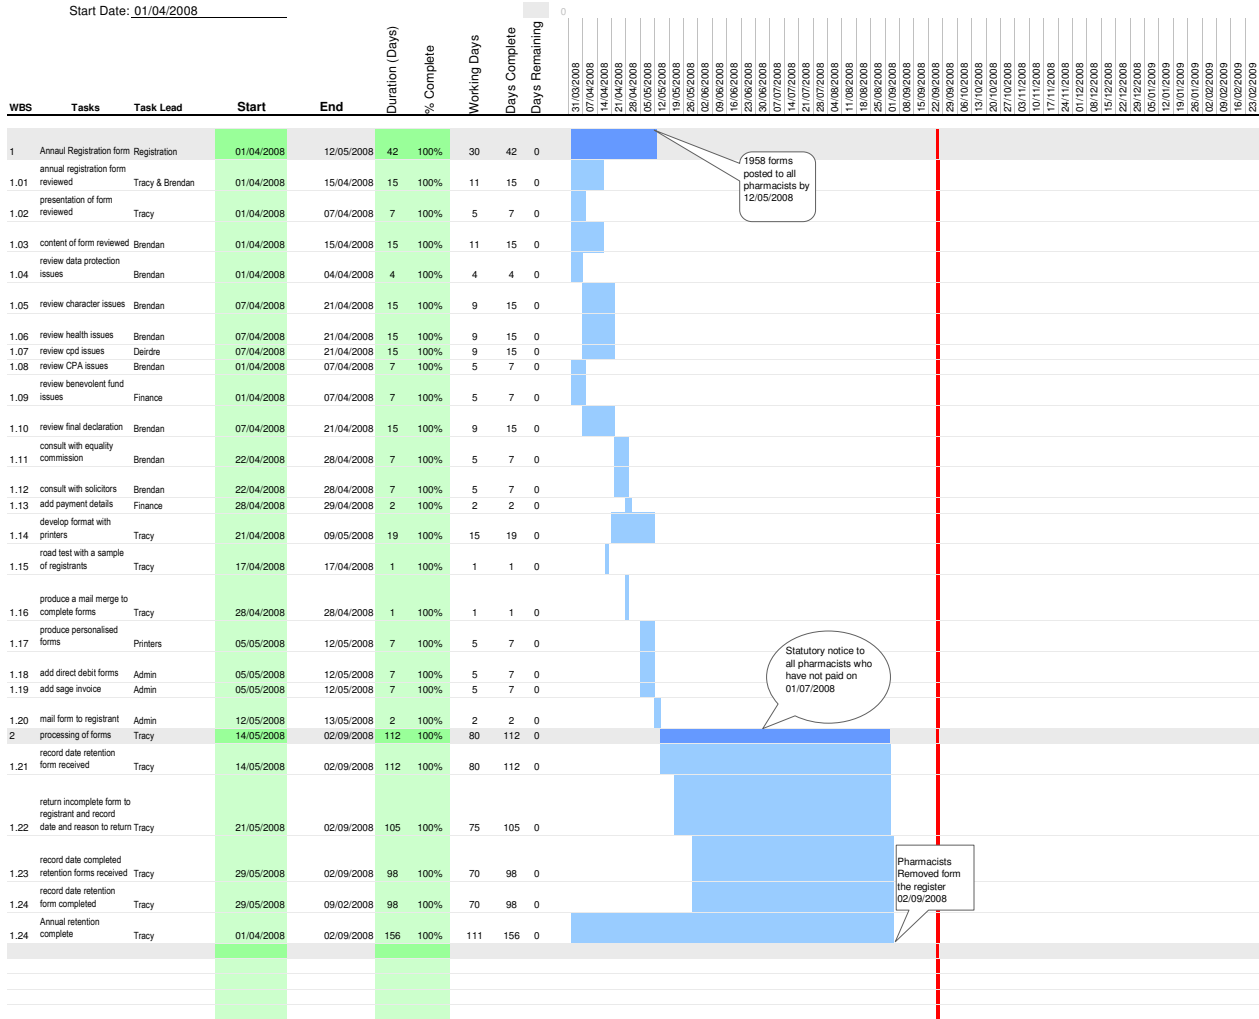 Start Date: 01/04/2008
0
WBS Tasks Task Lead Start End Duration (Days) % Complete Working Days Days Complete Days Remaining 31/03/2008 07/04/2008 14/04/2008 21/04/2008 28/04/2008 05/05/2008 12/05/2008 19/05/2008 26/05/2008 02/06/2008 09/06/2008 16/06/2008 23/06/2008 30/06/2008 07/07/2008 14/07/2008 21/07/2008 28/07/2008 04/08/2008 11/08/2008 18/08/2008 25/08/2008 01/09/2008 08/09/2008 15/09/2008 22/09/2008 29/09/2008 06/10/2008 13/10/2008 20/10/2008 27/10/2008 03/11/2008 10/11/2008 17/11/2008 24/11/2008 01/12/2008 08/12/2008 15/12/2008 22/12/2008 29/12/2008 05/01/2009 12/01/2009 19/01/2009 26/01/2009 02/02/2009 09/02/2009 16/02/2009 23/02/2009
1 Annaul Registration form Registration 01/04/2008 12/05/2008 42 100% 30 42 0
1958 forms
posted to all
pharmacists by
12/05/2008
annual registration form
1.01 reviewed Tracy & Brendan 01/04/2008 15/04/2008 15 100% 11 15 0
presentation of form
1.02 reviewed Tracy 01/04/2008 07/04/2008 7 100% 5 7 0
1.03 content of form reviewed Brendan 01/04/2008 15/04/2008 15 100% 11 15 0
review data protection
1.04 issues Brendan 01/04/2008 04/04/2008 4 100% 4 4 0
1.05 review character issues Brendan 07/04/2008 21/04/2008 15 100% 9 15 0
1.06 review health issues Brendan 07/04/2008 21/04/2008 15 100% 9 15 0
1.07 review cpd issues Deirdre 07/04/2008 21/04/2008 15 100% 9 15 0
1.08 review CPA issues Brendan 01/04/2008 07/04/2008 7 100% 5 7 0
review benevolent fund
1.09 issues Finance 01/04/2008 07/04/2008 7 100% 5 7 0
1.10 review final declaration Brendan 07/04/2008 21/04/2008 15 100% 9 15 0
consult with equality
1.11 commission Brendan 22/04/2008 28/04/2008 7 100% 5 7 0
1.12 consult with solicitors Brendan 22/04/2008 28/04/2008 7 100% 5 7 0
1.13 add payment details Finance 28/04/2008 29/04/2008 2 100% 2 2 0
develop format with
1.14 printers Tracy 21/04/2008 09/05/2008 19 100% 15 19 0
road test with a sample
1.15 of registrants Tracy 17/04/2008 17/04/2008 1 100% 1 1 0
produce a mail merge to
1.16 complete forms Tracy 28/04/2008 28/04/2008 1 100% 1 1 0
produce personalised
1.17 forms Printers 05/05/2008 12/05/2008 7 100% 5 7 0
1.18 add direct debit forms Admin 05/05/2008 12/05/2008 7 100% 5 7 0
1.19 add sage invoice Admin 05/05/2008 12/05/2008 7 100% 5 7 0
Statutory notice to
all pharmacists who
have not paid on
01/07/2008
1.20 mail form to registrant Admin 12/05/2008 13/05/2008 2 100% 2 2 0
2 processing of forms Tracy 14/05/2008 02/09/2008 112 100% 80 112 0
record date retention
1.21 form received Tracy 14/05/2008 02/09/2008 112 100% 80 112 0
return incomplete form to
registrant and record
1.22 date and reason to return Tracy 21/05/2008 02/09/2008 105 100% 75 105 0
record date completed
1.23 retention forms received Tracy 29/05/2008 02/09/2008 98 100% 70 98 0
record date retention
1.24 form completed Tracy 29/05/2008 09/02/2008 98 100% 70 98 0
Pharmacists
Removed form
the register
02/09/2008
Annual retention
1.24 complete Tracy 01/04/2008 02/09/2008 156 100% 111 156 0